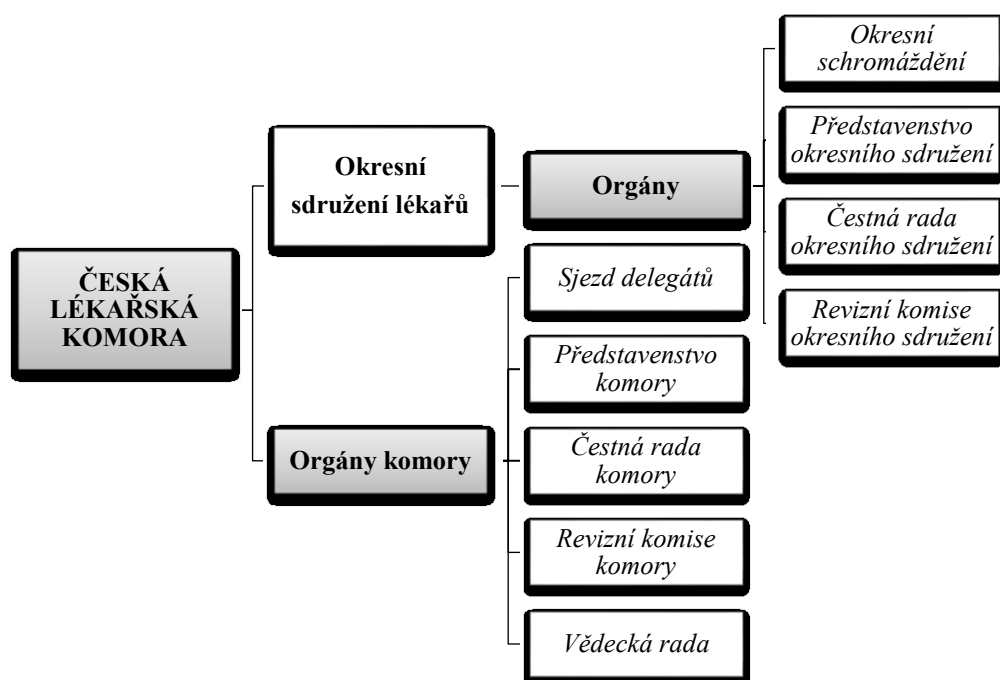 ČESKÁ
LÉKAŘSKÁ
KOMORA
Okresní
sdružení lékařů
Orgány
Okresní
schromáždění
Představenstvo
okresního sdružení
Čestná rada
okresního sdružení
Revizní komise
okresního sdružení
Orgány komory
Sjezd delegátů
Představenstvo
komory
Čestná rada
komory
Revizní komise
komory
Vědecká rada